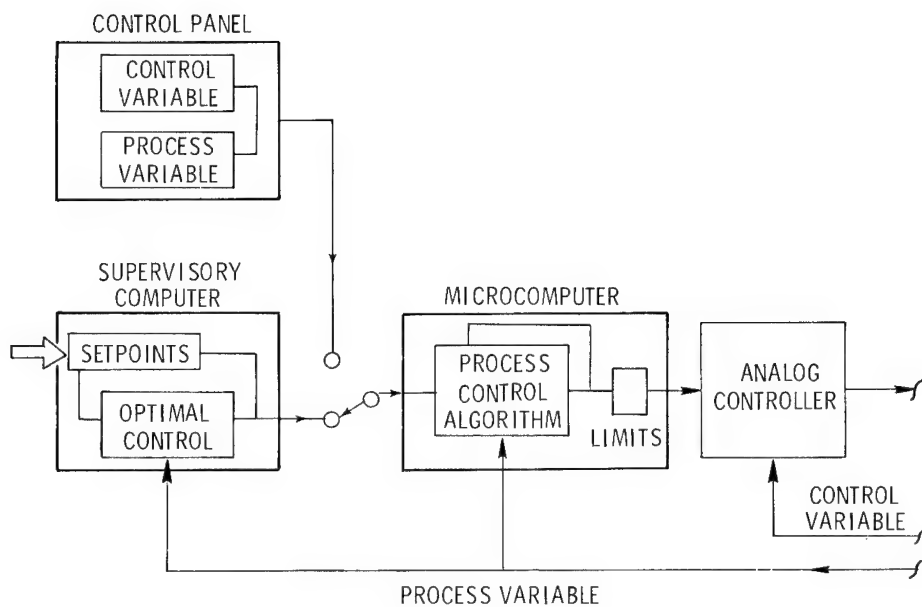 CONTROL PANEL
CONTROL
VARIABLE
PROCESS
VARIABLE
SUPERVISORY
COMPUTER
SETPOINTS
OPTIMAL
CONTROL
MICROCOMPUTER
PROCESS
CONTROL
ALGORITHM
LIMITS
ANALOG
CONTROLLER
CONTROL
VARIABLE
PROCESS VARIABLE